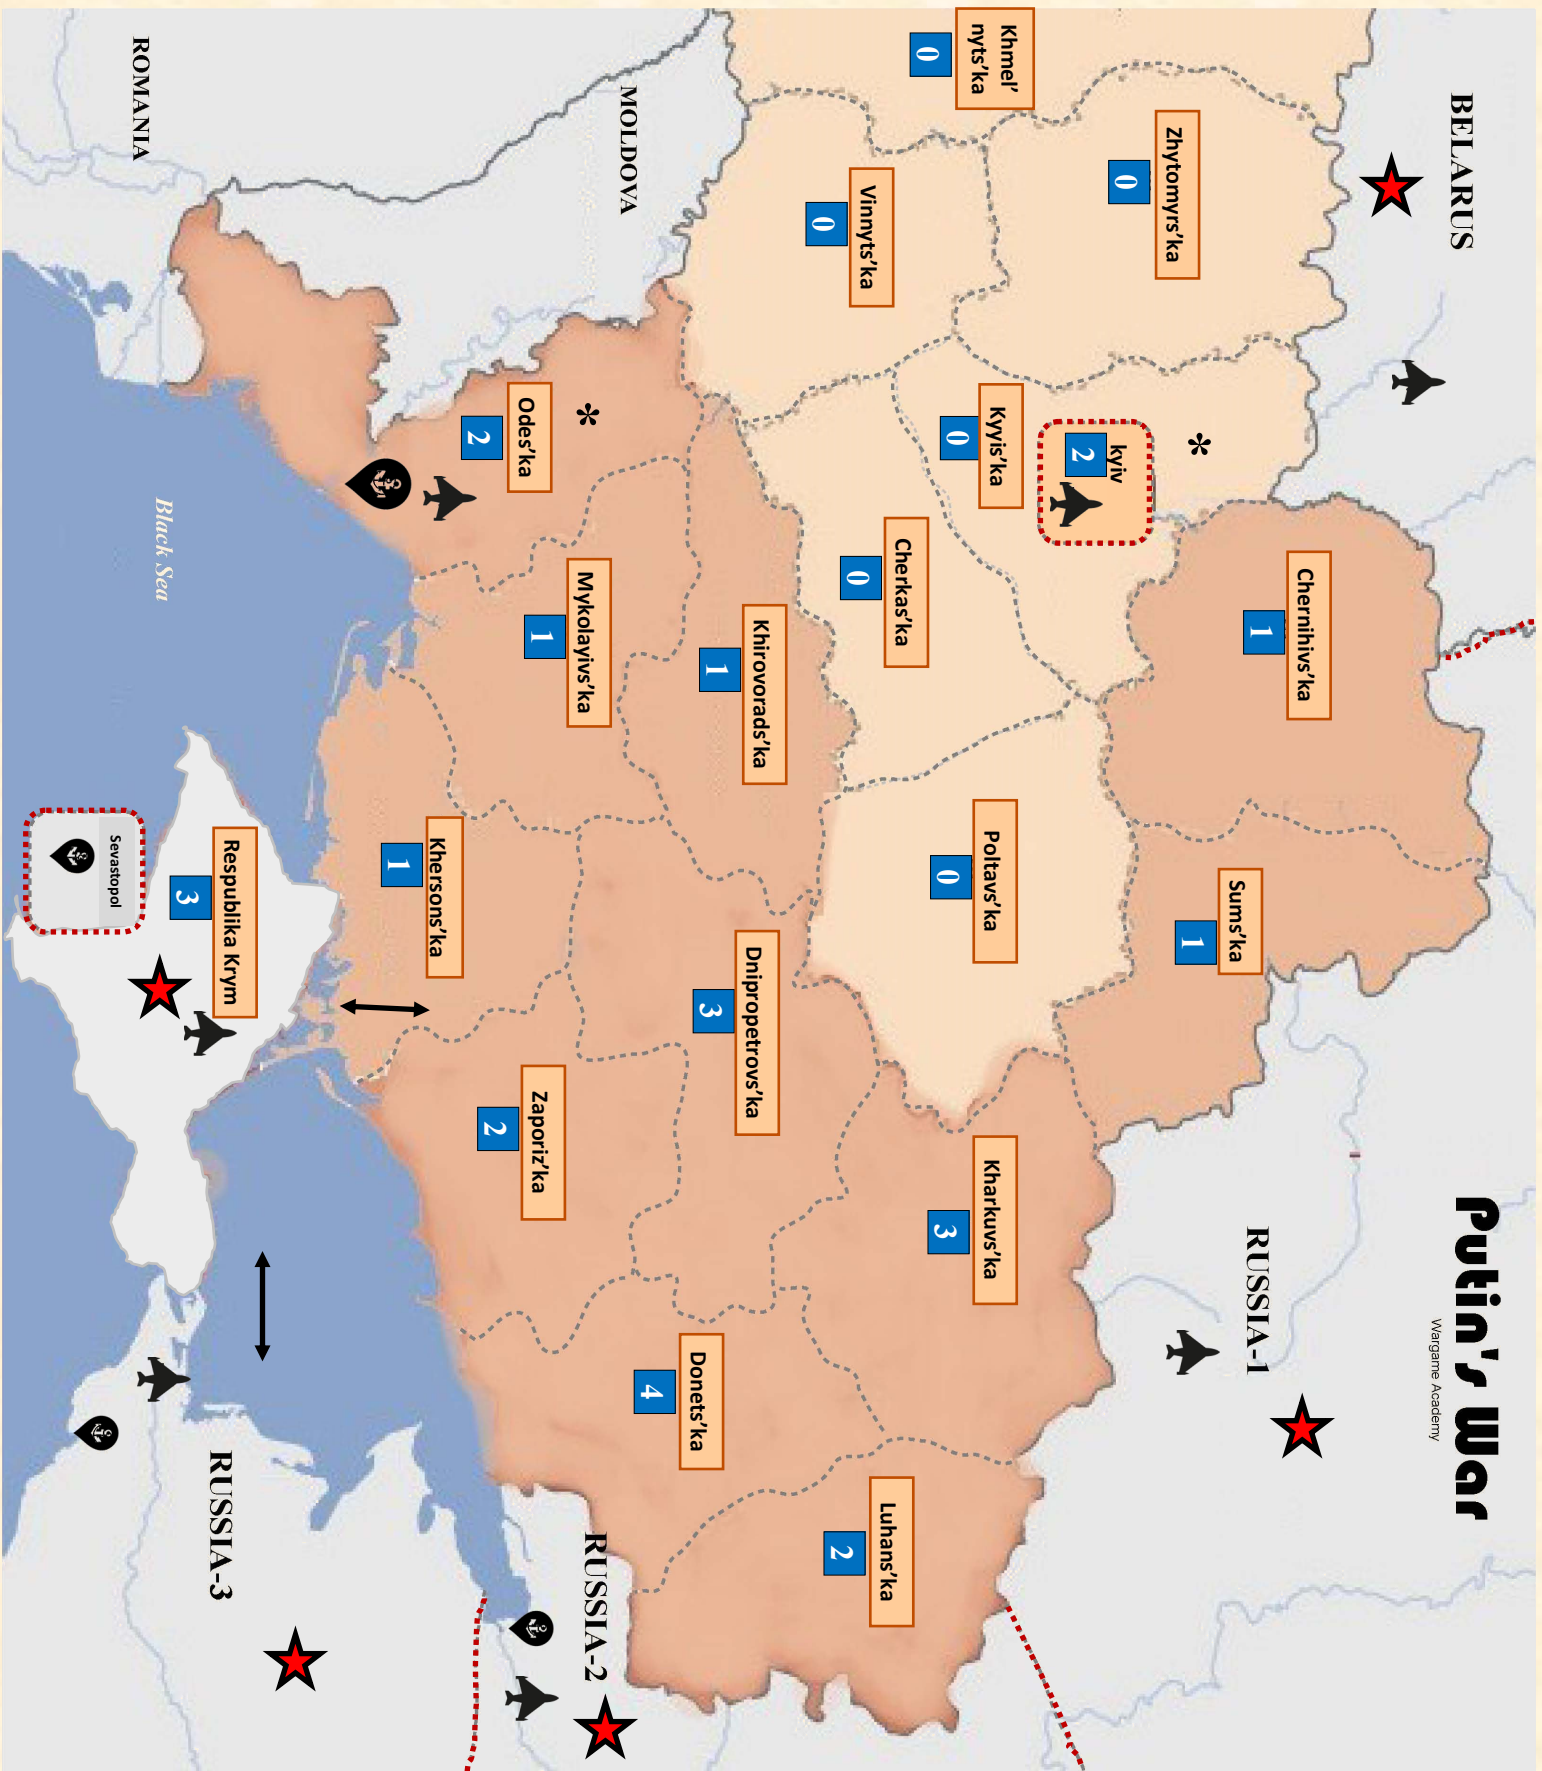 BELARUS
Putin's War
Wargame Academy
Chernihivs'ka
1
RUSSIA-1
Sums'ka
1
*
Zhytomyrs'ka
0
kyiv
2
Khmel'
nyts'ka
0
Kyyis'ka
0
Poltavs'ka
0
Kharkuvs'ka
3
Cherkas'ka
0
Luhans'ka
2
Vinnyts'ka
0
Khirovorads'ka
1
Dnipropetrovs'ka
3
Donets'ka
4
MOLDOVA
*
Mykolayivs'ka
1
RUSSIA-2
Odes'ka
2
Zaporiz'ka
2
Khersons'ka
1
Respublika Krym
3
RUSSIA-3
Black Sea
ROMANIA
Sevastopol